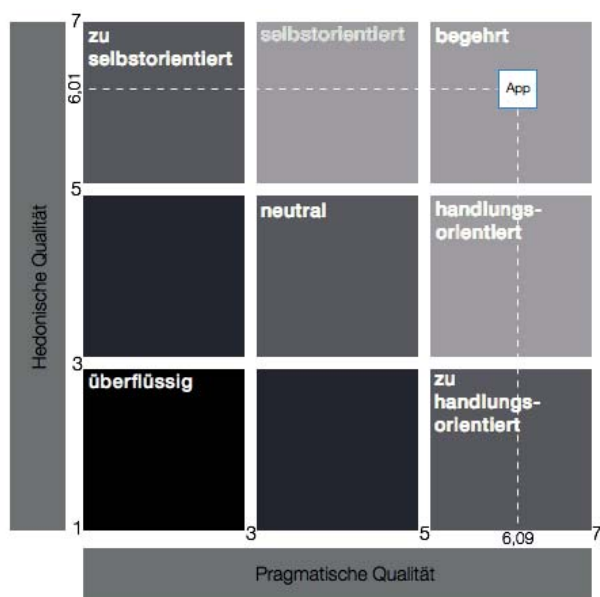 7
zu
selbstorientiert
selbstorientiert
begehrt
6,01
App
5
neutral
handlungs-
orientiert
Hedonische Qualität
3
überflüssig
zu
handlungs-
orientiert
1
3
5
6,09
7
Pragmatische Qualität